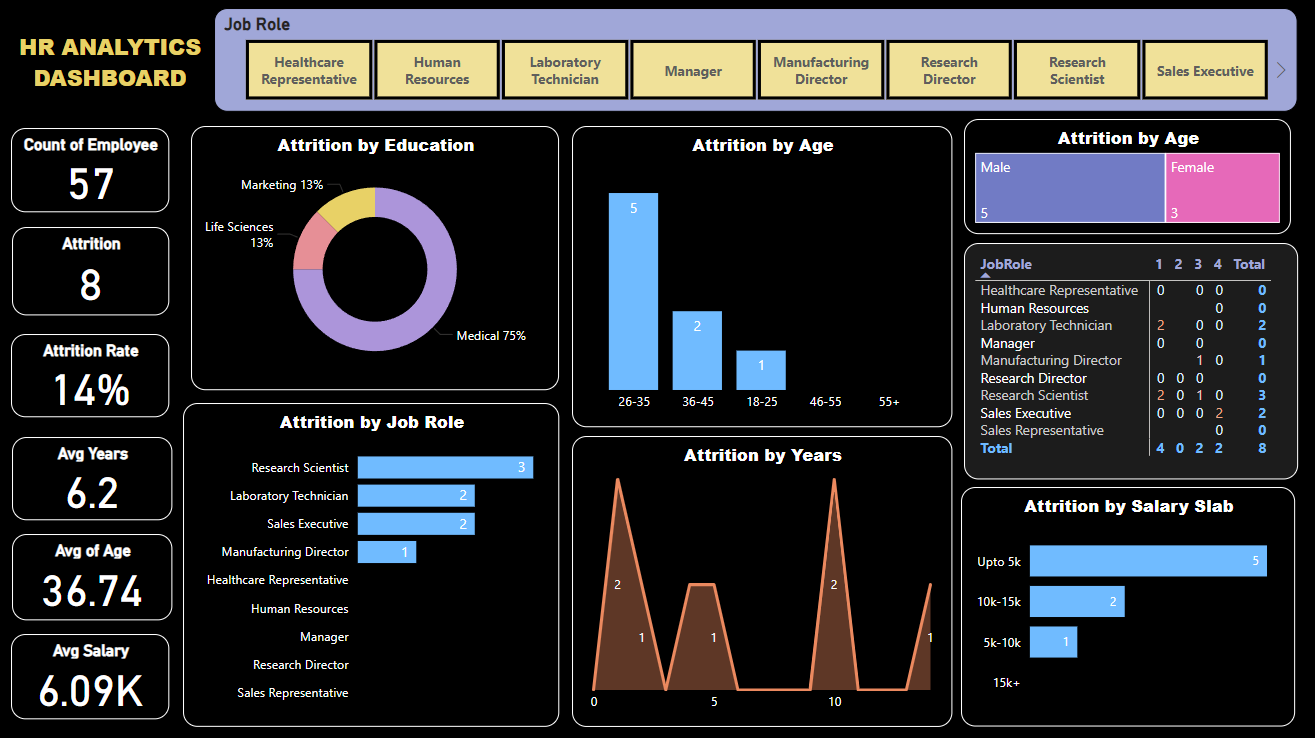 HR ANALYTICS
DASHBOARD
Job Role
Healthcare
Representative
Human
Resources
Laboratory
Technician
Manager
Manufacturing
Director
Research
Director
Research
Scientist
Sales Executive
Count of Employee
57
Attrition
8
Attrition Rate
14%
Avg Years
6.2
Avg of Age
36.74
Avg Salary
6.09K
Attrition by Education
Marketing 13%
Life Sciences
13%
Medical 75%
Attrition by Job Role
Research Scientist 3
Laboratory Technician 2
Sales Executive 2
Manufacturing Director 1
Healthcare Representative
Human Resources
Manager
Research Director
Sales Representative
Attrition by Age
5
2
1
26-35 36-45 18-25 46-55 55+
Attrition by Years
2 2
1 1 1
0 5 10
Attrition by Age
Male Female
5 3
JobRole 1 2 3 4 Total
Healthcare Representative 0 0 0 0
Human Resources 0 0
Laboratory Technician 2 0 0 2
Manager 0 0 0
Manufacturing Director 1 0 1
Research Director 0 0 0 0
Research Scientist 2 0 1 0 3
Sales Executive 0 0 0 2 2
Sales Representative 0 0
Total 4 0 2 2 8
Attrition by Salary Slab
Upto 5k 5
10k-15k 2
5k-10k 1
15k+